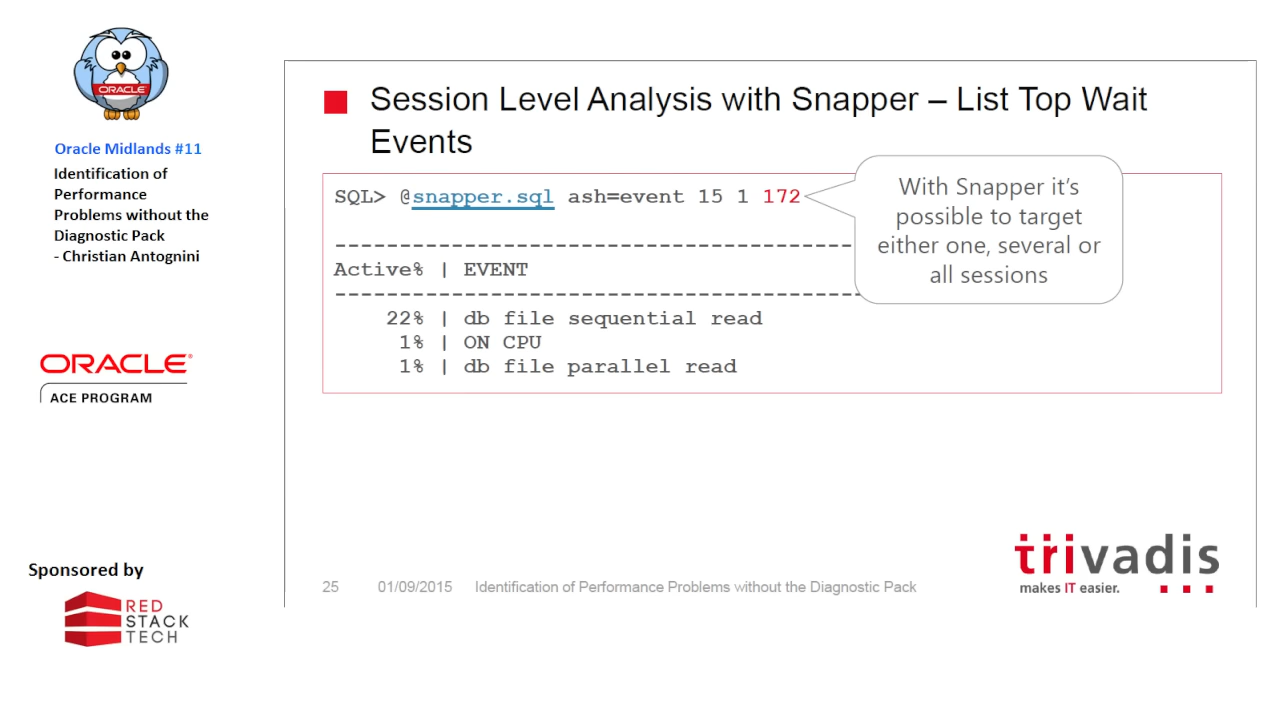 ORACLE
Oracle Midlands #11
Identification of
Performance
Problems without the
Diagnostic Pack
- Christian Antognini
ORACLE®
ACE PROGRAM
Sponsored by
RED
STACK
TECH
Session Level Analysis with Snapper – List Top Wait
Events
SQL> @snapper.sql ash=event 15 1 172
With Snapper it's
possible to target
either one, several or
all sessions
----------------------------------------
Active% | EVENT
----------------------------------------
22% | db file sequential read
1% | ON CPU
1% | db file parallel read
trivadis
makes IT easier.
25 01/09/2015 Identification of Performance Problems without the Diagnostic Pack